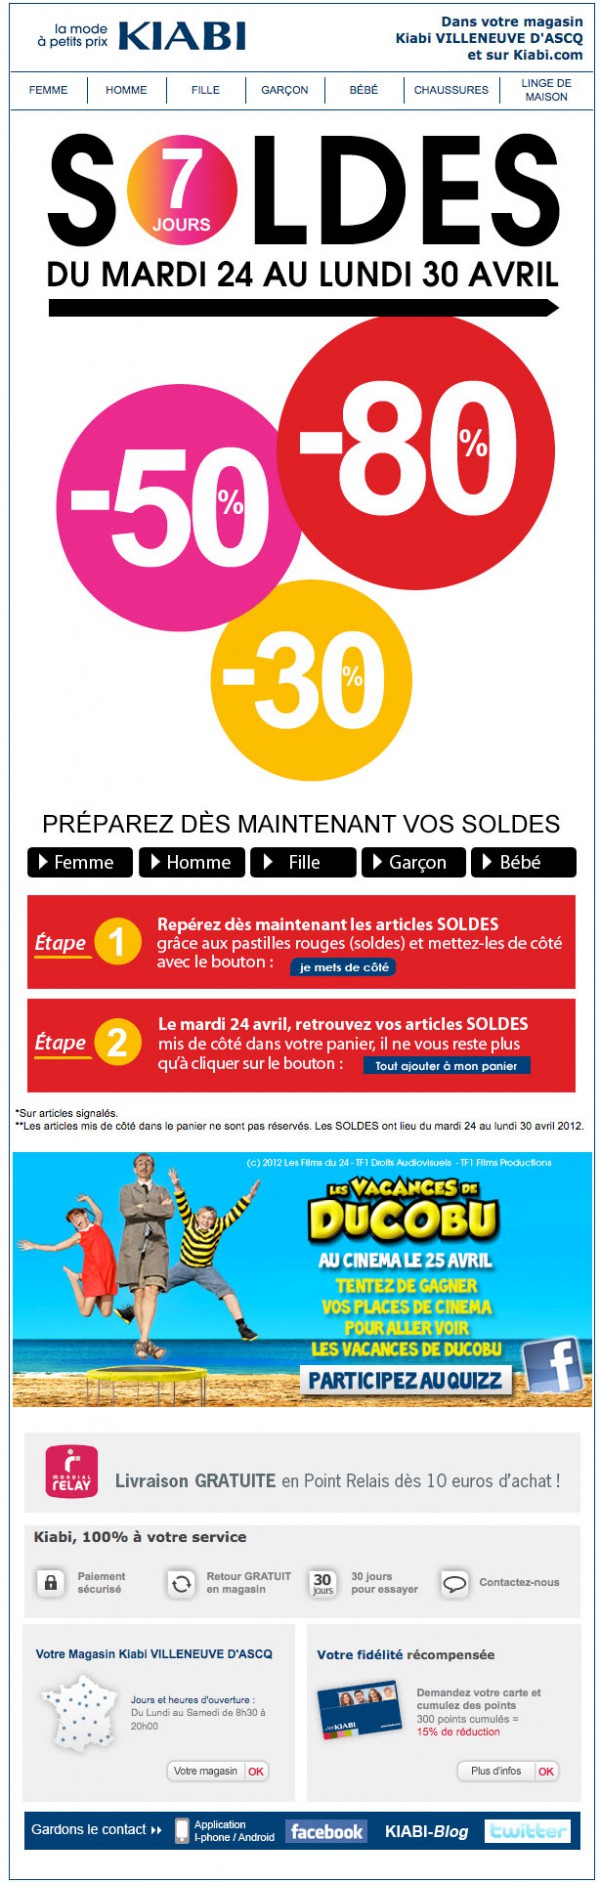 la mode
à petits prix
KIABI
Dans votre magasin
Kiabi VILLENEUVE D'ASCQ
et sur Kiabi.com
FEMME
HOMME
FILLE
GARÇON
BÉBÉ
CHAUSSURES
LINGE DE
MAISON
SOLDES
7
JOURS
DU MARDI 24 AU LUNDI 30 AVRIL
-80%
-50%
-30%
PRÉPAREZ DÈS MAINTENANT VOS SOLDES
Femme
Homme
Fille
Garçon
Bébé
Étape 1
Repérez dès maintenant les articles SOLDES
grâce aux pastilles rouges (soldes) et mettez-les de côté
avec le bouton : je mets de côté
Étape 2
Le mardi 24 avril, retrouvez vos articles SOLDES
mis de côté dans votre panier, il ne vous reste plus
qu'à cliquer sur le bouton : Tout ajouter à mon panier
*Sur articles signalés.
**Les articles mis de côté dans le panier ne sont pas réservés. Les SOLDES ont lieu du mardi 24 au lundi 30 avril 2012.
(c) 2012 Les Films du 24 - TF1 Droits Audiovisuels - TF1 Films Productions
LES VACANCES DE
DUCOBU
AU CINEMA LE 25 AVRIL
TENTEZ DE GAGNER
VOS PLACES DE CINEMA
POUR ALLER VOIR
LES VACANCES DE DUCOBU
PARTICIPEZ AU QUIZZ
f
MONDIAL
RELAY
Livraison GRATUITE en Point Relais dès 10 euros d'achat !
Kiabi, 100% à votre service
Paiement
sécurisé
Retour GRATUIT
en magasin
30
jours
30 jours
pour essayer
Contactez-nous
Votre Magasin Kiabi VILLENEUVE D'ASCQ
Jours et heures d'ouverture :
Du Lundi au Samedi de 8h30 à
20h00
Votre magasin OK
Votre fidélité récompensée
KIABI
Demandez votre carte et
cumulez des points
300 points cumulés =
15% de réduction
Plus d'infos OK
Gardons le contact
Application
I-phone / Android
facebook
KIABI-Blog
twitter